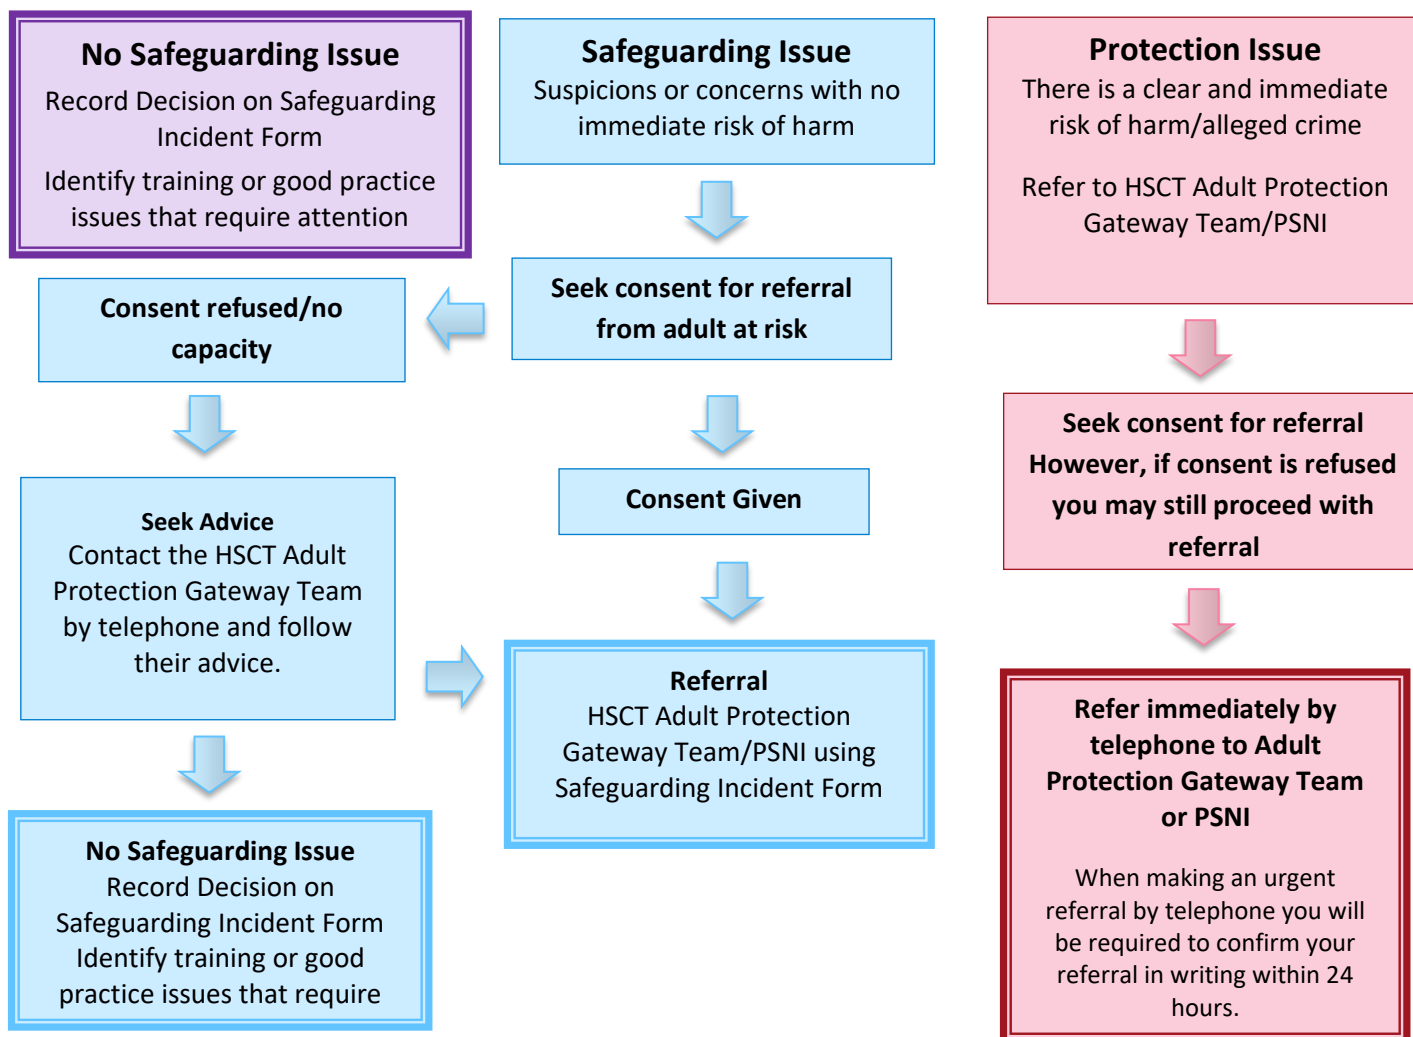 No Safeguarding Issue
Record Decision on Safeguarding
Incident Form
Identify training or good practice
issues that require attention
Safeguarding Issue
Suspicions or concerns with no
immediate risk of harm
Protection Issue
There is a clear and immediate
risk of harm/alleged crime
Refer to HSCT Adult Protection
Gateway Team/PSNI
Consent refused/no
capacity
Seek consent for referral
from adult at risk
Seek consent for referral
However, if consent is refused
you may still proceed with
referral
Seek Advice
Contact the HSCT Adult
Protection Gateway Team
by telephone and follow
their advice.
Consent Given
Referral
HSCT Adult Protection
Gateway Team/PSNI using
Safeguarding Incident Form
Refer immediately by
telephone to Adult
Protection Gateway Team
or PSNI
When making an urgent
referral by telephone you will
be required to confirm your
referral in writing within 24
hours.
No Safeguarding Issue
Record Decision on
Safeguarding Incident Form
Identify training or good
practice issues that require